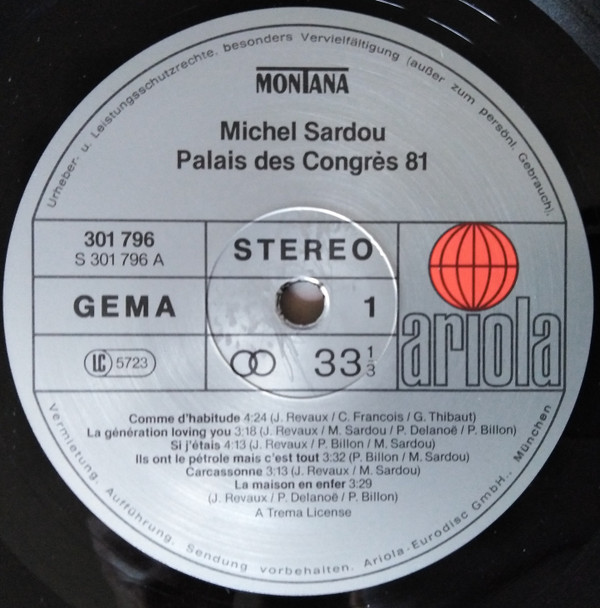 Urheber- u. Leistungsschutzrechte, besonders Vervielfältigung (außer zum persönl. Gebrauch),
MONTANA
Michel Sardou
Palais des Congrès 81
301 796
S 301 796 A
STEREO
GEMA
1
ariola
LC 5723
33 1/3
Comme d'habitude 4:24 (J. Revaux / C. Francois / G. Thibaut)
La génération loving you 3:18 (J. Revaux / M. Sardou / P. Delanoë / P. Billon)
Si j'étais 4:13 (J. Revaux / P. Billon / M. Sardou)
Ils ont le pétrole mais c'est tout 3:32 (P. Billon / M. Sardou)
Carcassonne 3:13 (J. Revaux / M. Sardou)
La maison en enfer 3:29
(J. Revaux / P. Delanoë / P. Billon)
A Trema License
Vermietung, Aufführung, Sendung vorbehalten. Ariola-Eurodisc GmbH., München